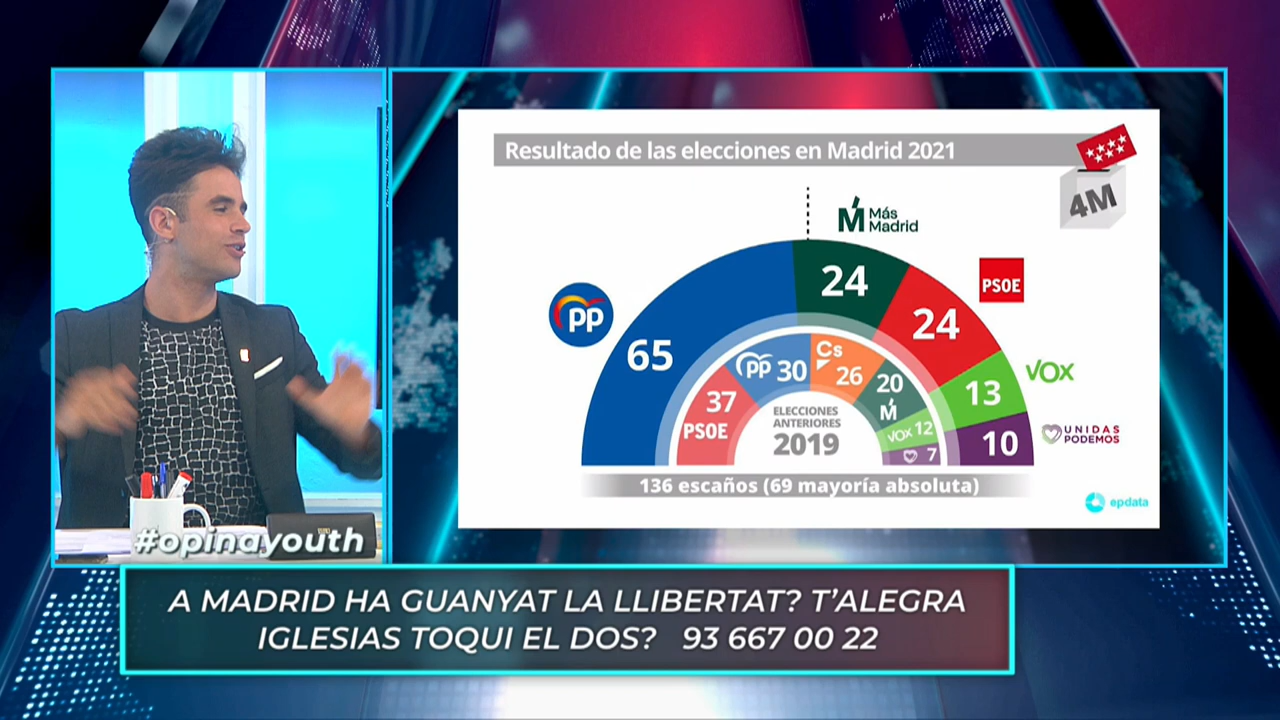 Resultado de las elecciones en Madrid 2021
4M
Ḿ Más
Madrid
PSOE
24
PP
24
65
PP 30
Cs
26
20
Ḿ
VOX
13
37
PSOE
ELECCIONES
ANTERIORES
2019
VOX 12
7
10
UNIDAS
PODEMOS
136 escaños (69 mayoría absoluta)
epdata
#opinayouth
A MADRID HA GUANYAT LA LLIBERTAT? T'ALEGRA
IGLESIAS TOQUI EL DOS? 93 667 00 22